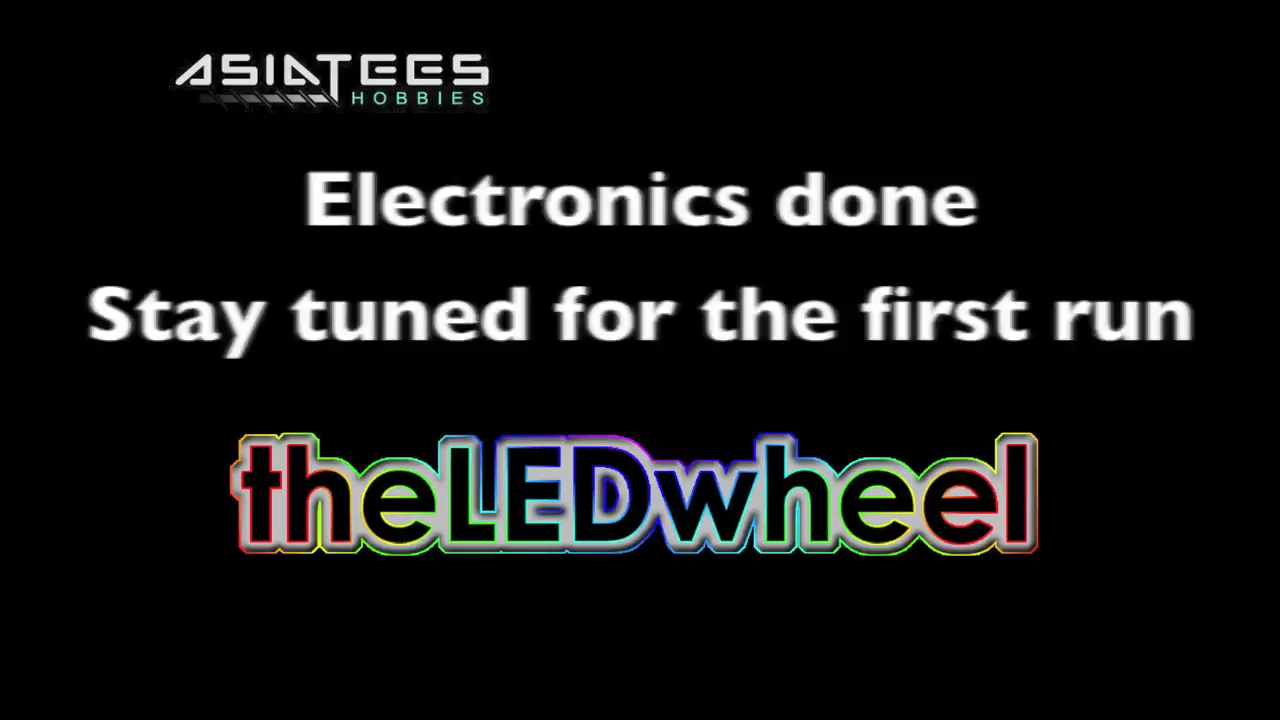 ASIATEES
HOBBIES
Electronics done
Stay tuned for the first run
theLEDwheel